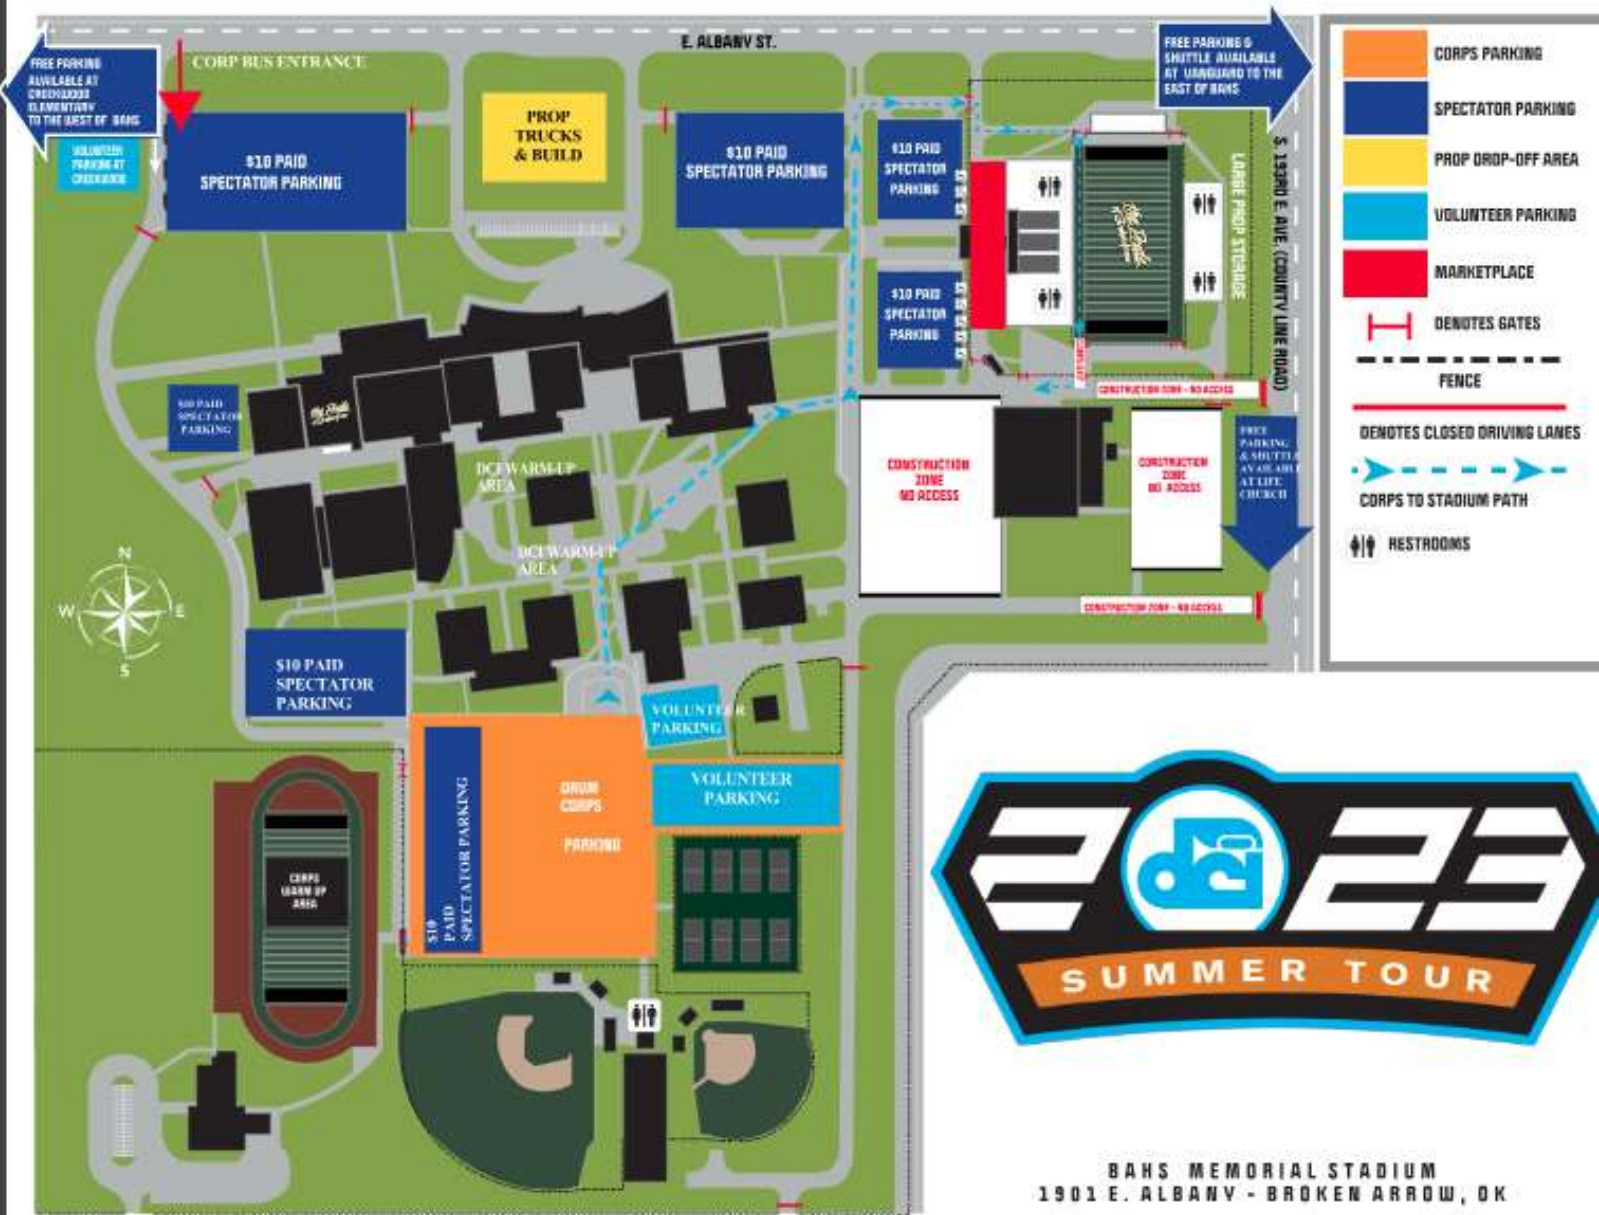 E. ALBANY ST.
FREE PARKING
AVAILABLE AT
CREEKWOOD
ELEMENTARY
TO THE WEST OF BAHS
CORP BUS ENTRANCE
FREE PARKING &
SHUTTLE AVAILABLE
AT VANGUARD TO THE
EAST OF BAHS
VOLUNTEER
PARKING AT
CREEKWOOD
$10 PAID
SPECTATOR PARKING
PROP
TRUCKS
& BUILD
$10 PAID
SPECTATOR PARKING
$10 PAID
SPECTATOR
PARKING
LARGE PROP STORAGE
S 193RD E. AVE. (COUNTY LINE ROAD)
$10 PAID
SPECTATOR
PARKING
CONSTRUCTION ZONE - NO ACCESS
$10 PAID
SPECTATOR
PARKING
DCI WARM-UP
AREA
DCI WARM-UP
AREA
CONSTRUCTION
ZONE
NO ACCESS
CONSTRUCTION
ZONE
NO ACCESS
FREE
PARKING
& SHUTTLE
AVAILABLE
AT LIFE
CHURCH
CONSTRUCTION ZONE - NO ACCESS
N
W
E
S
$10 PAID
SPECTATOR
PARKING
VOLUNTEER
PARKING
VOLUNTEER
PARKING
$10
PAID
SPECTATOR PARKING
DRUM
CORPS
PARKING
CORPS
WARM UP
AREA
CORPS PARKING
SPECTATOR PARKING
PROP DROP-OFF AREA
VOLUNTEER PARKING
MARKETPLACE
DENOTES GATES
FENCE
DENOTES CLOSED DRIVING LANES
CORPS TO STADIUM PATH
RESTROOMS
2023
dci
SUMMER TOUR
BAHS MEMORIAL STADIUM
1901 E. ALBANY - BROKEN ARROW, OK